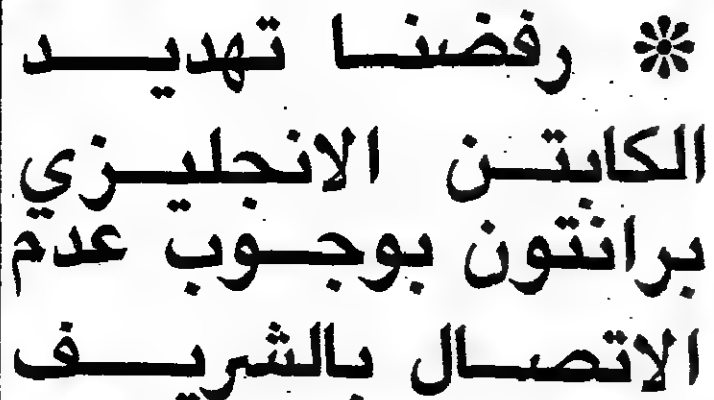 ❊ رفضنا تهديد
الكابتن الانجليزي
برانتون بوجوب عدم
الاتصال بالشريف